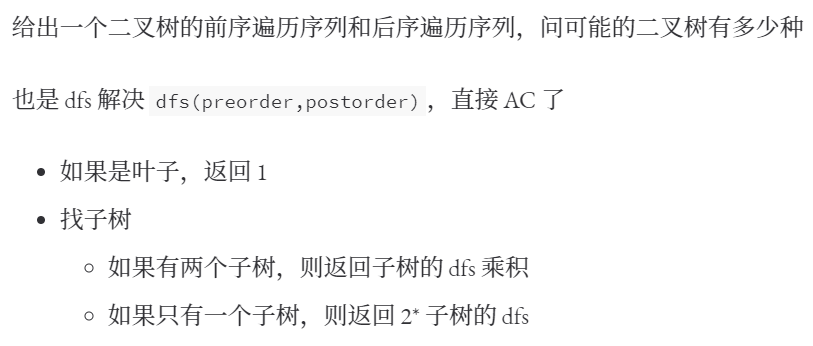 给出一个二叉树的前序遍历序列和后序遍历序列，问可能的二叉树有多少种
也是 dfs 解决 dfs(preorder,postorder)，直接 AC 了
• 如果是叶子，返回 1
• 找子树
◦ 如果有两个子树，则返回子树的 dfs 乘积
◦ 如果只有一个子树，则返回 2* 子树的 dfs